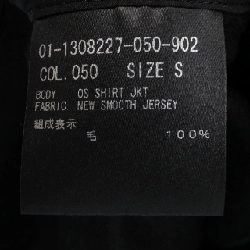 01-1308227-050-902
COL.050 SIZE S
BODY OS SHIRT JKT
FABRIC NEW SMOOTH JERSEY
組成表示
毛 100%